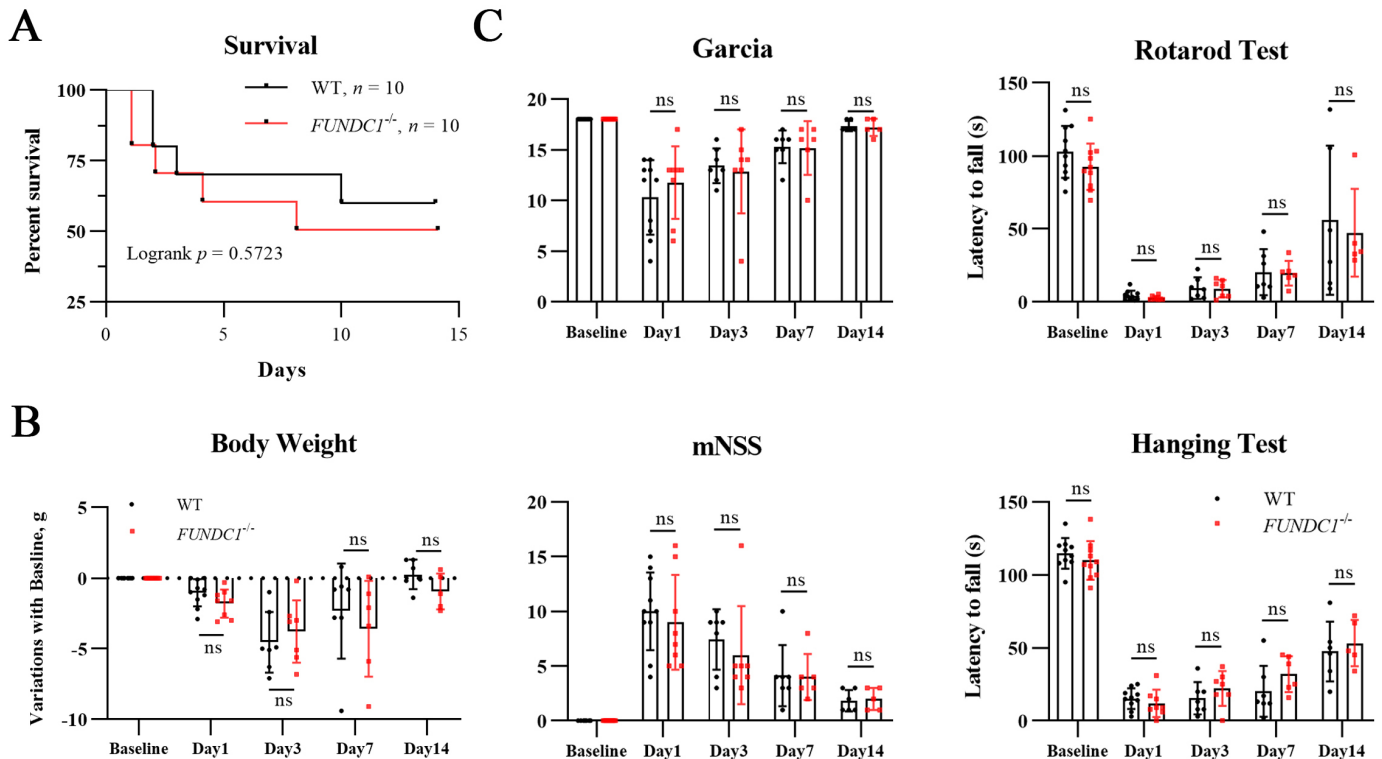 A
Survival
WT, n = 10
FUNDC1-/-, n = 10
Percent survival
100
75
50
25
Logrank p = 0.5723
0
5
10
15
Days
B
Body Weight
WT
FUNDC1-/-
Variations with Basline, g
5
0
-5
-10
ns
ns
ns
ns
Baseline
Day1
Day3
Day7
Day14
C
Garcia
20
15
10
5
0
ns
ns
ns
ns
Baseline
Day1
Day3
Day7
Day14
Rotarod Test
Latency to fall (s)
150
100
50
0
ns
ns
ns
ns
ns
Baseline
Day1
Day3
Day7
Day14
mNSS
20
15
10
5
0
ns
ns
ns
ns
Baseline
Day1
Day3
Day7
Day14
Hanging Test
WT
FUNDC1-/-
Latency to fall (s)
150
100
50
0
ns
ns
ns
ns
ns
Baseline
Day1
Day3
Day7
Day14